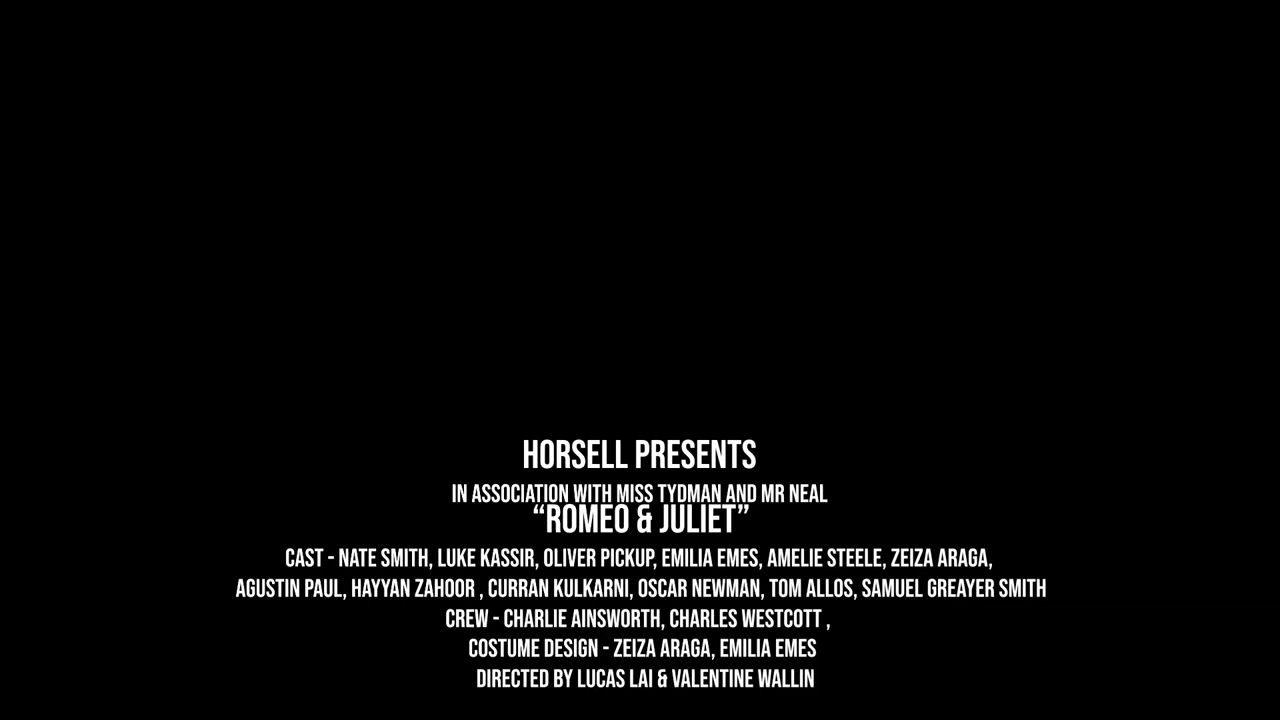 HORSELL PRESENTS
IN ASSOCIATION WITH MISS TYDMAN AND MR NEAL
“ROMEO & JULIET”
CAST - NATE SMITH, LUKE KASSIR, OLIVER PICKUP, EMILIA EMES, AMELIE STEELE, ZEIZA ARAGA,
AGUSTIN PAUL, HAYYAN ZAHOOR , CURRAN KULKARNI, OSCAR NEWMAN, TOM ALLOS, SAMUEL GREAYER SMITH
CREW - CHARLIE AINSWORTH, CHARLES WESTCOTT ,
COSTUME DESIGN - ZEIZA ARAGA, EMILIA EMES
DIRECTED BY LUCAS LAI & VALENTINE WALLIN